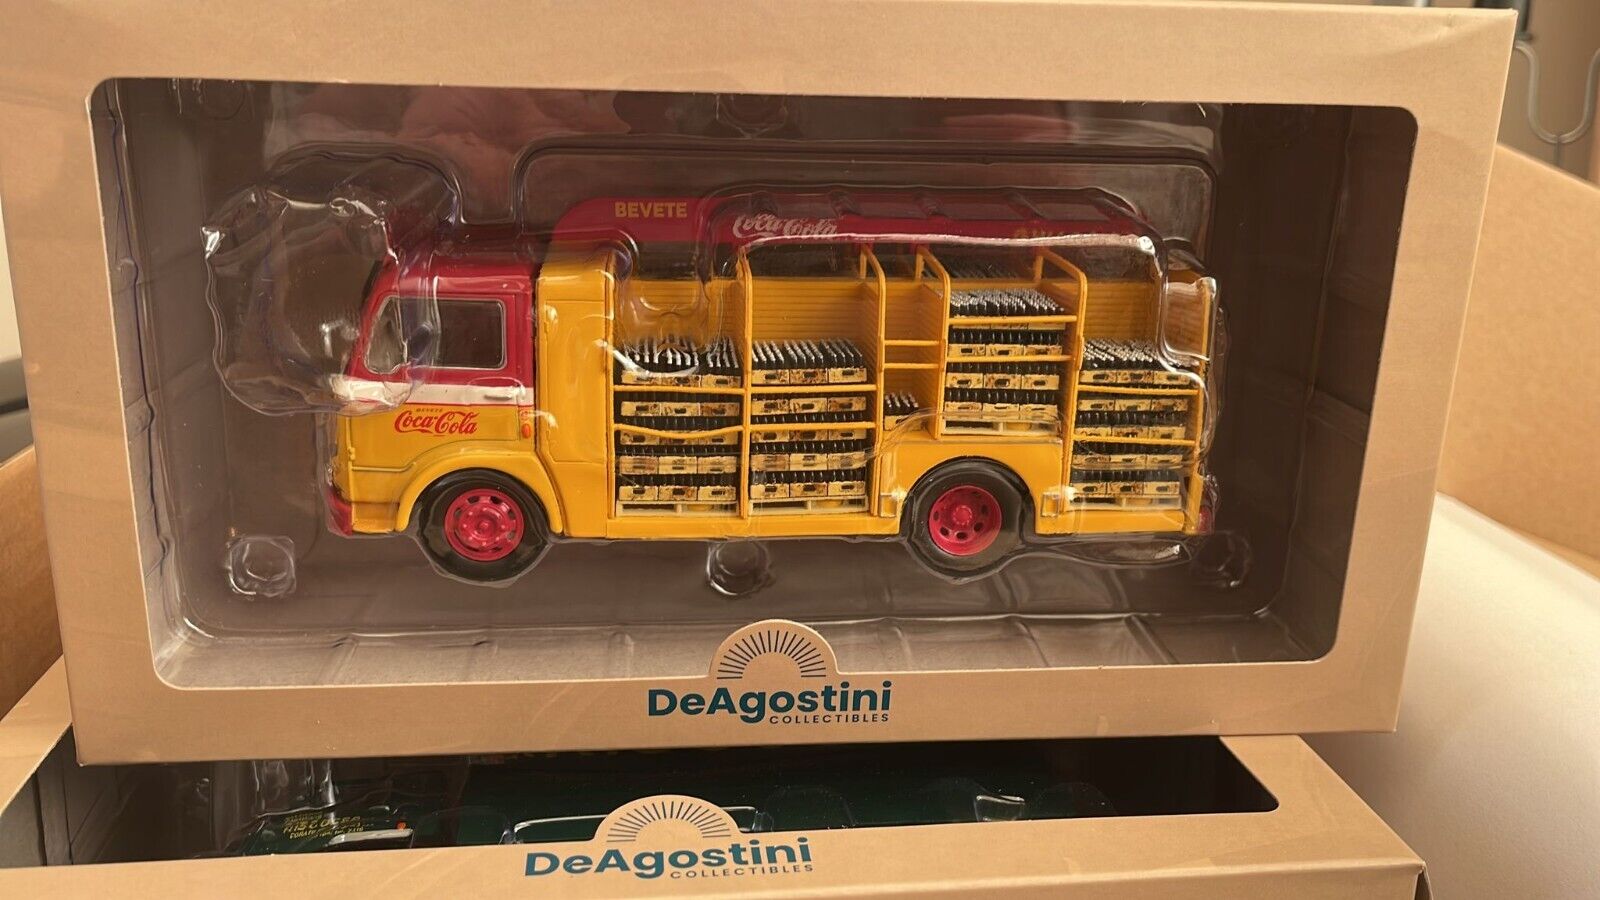 BEVETE
Coca-Cola
BEVETE
Coca-Cola
DeAgostini
COLLECTIBLES
DeAgostini
COLLECTIBLES